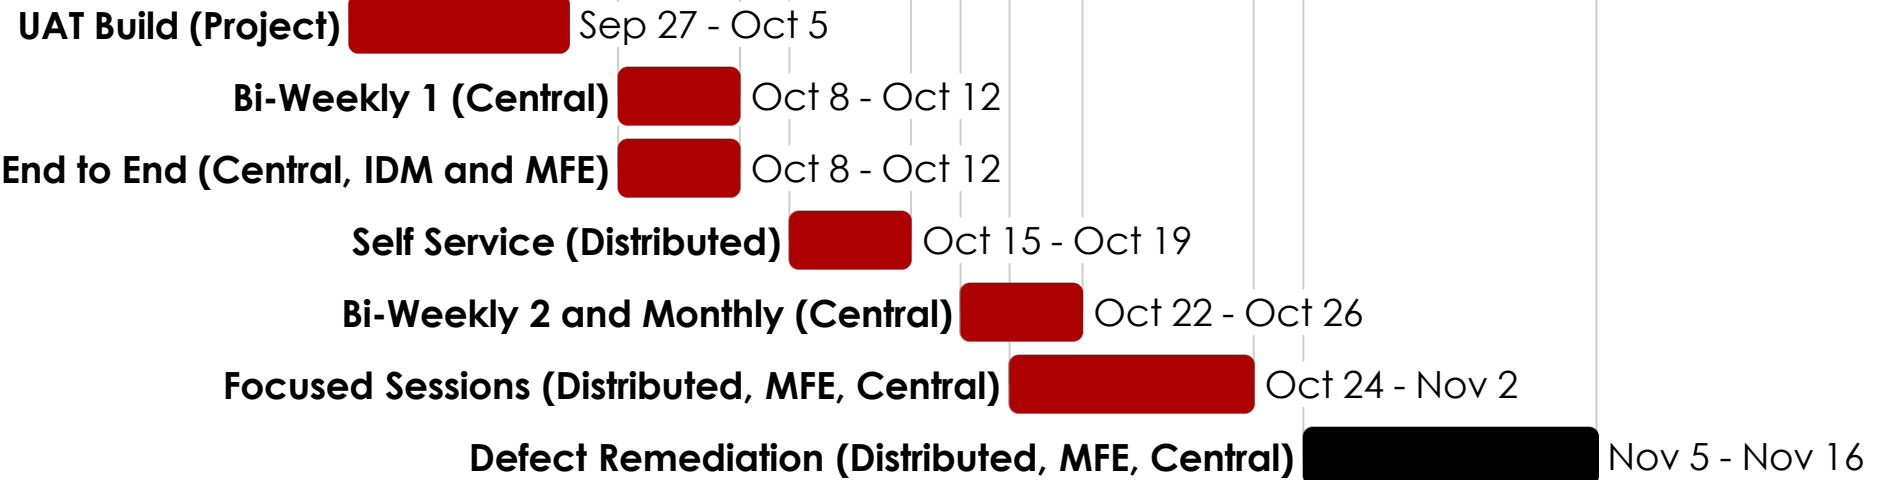 UAT Build (Project) Sep 27 - Oct 5
Bi-Weekly 1 (Central) Oct 8 - Oct 12
End to End (Central, IDM and MFE) Oct 8 - Oct 12
Self Service (Distributed) Oct 15 - Oct 19
Bi-Weekly 2 and Monthly (Central) Oct 22 - Oct 26
Focused Sessions (Distributed, MFE, Central) Oct 24 - Nov 2
Defect Remediation (Distributed, MFE, Central) Nov 5 - Nov 16